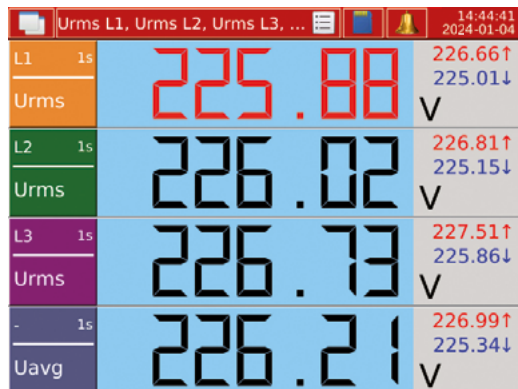 Urms L1, Urms L2, Urms L3, ...
14:44:41
2024-01-04
L1 1s
Urms
225.88
226.66↑
225.01↓
V
L2 1s
Urms
226.02
226.81↑
225.15↓
V
L3 1s
Urms
226.73
227.51↑
225.86↓
V
- 1s
Uavg
226.21
226.99↑
225.34↓
V